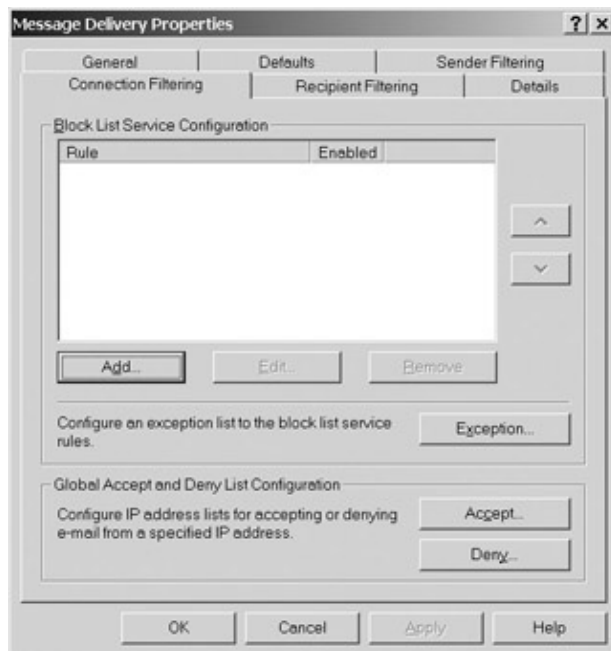 Message Delivery Properties ? ×
General Defaults Sender Filtering
Connection Filtering Recipient Filtering Details
Block List Service Configuration
Rule Enabled
Add... Edit... Remove
Configure an exception list to the block list service
rules.
Exception...
Global Accept and Deny List Configuration
Configure IP address lists for accepting or denying
e-mail from a specified IP address.
Accept...
Deny...
OK Cancel Apply Help